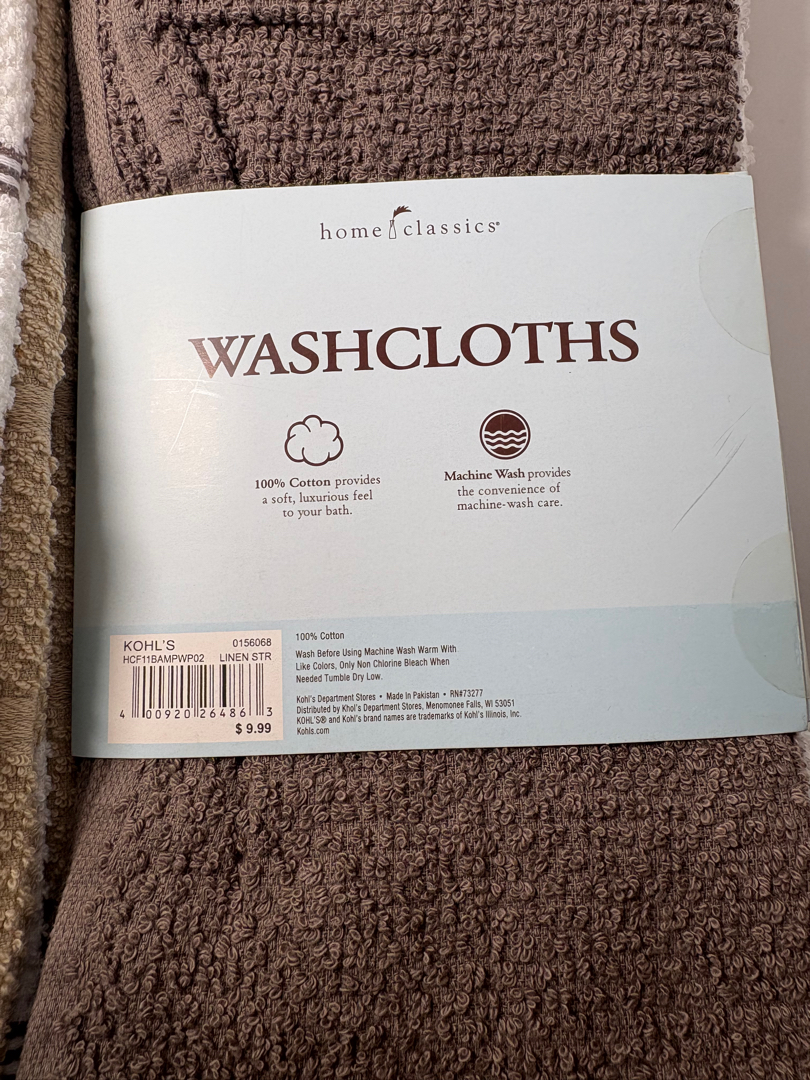 home classics®
WASHCLOTHS
100% Cotton provides
a soft, luxurious feel
to your bath.
Machine Wash provides
the convenience of
machine-wash care.
KOHL'S 0156068
HCF11BAMPWP02 LINEN STR
4 00920 26486 3
$ 9.99
100% Cotton
Wash Before Using Machine Wash Warm With
Like Colors, Only Non Chlorine Bleach When
Needed Tumble Dry Low.
Kohl's Department Stores • Made In Pakistan • RN#73277
Distributed by Khol's Department Stores, Menomonee Falls, WI 53051
KOHL'S® and Kohl's brand names are trademarks of Kohl's Illinois, Inc.
Kohls.com